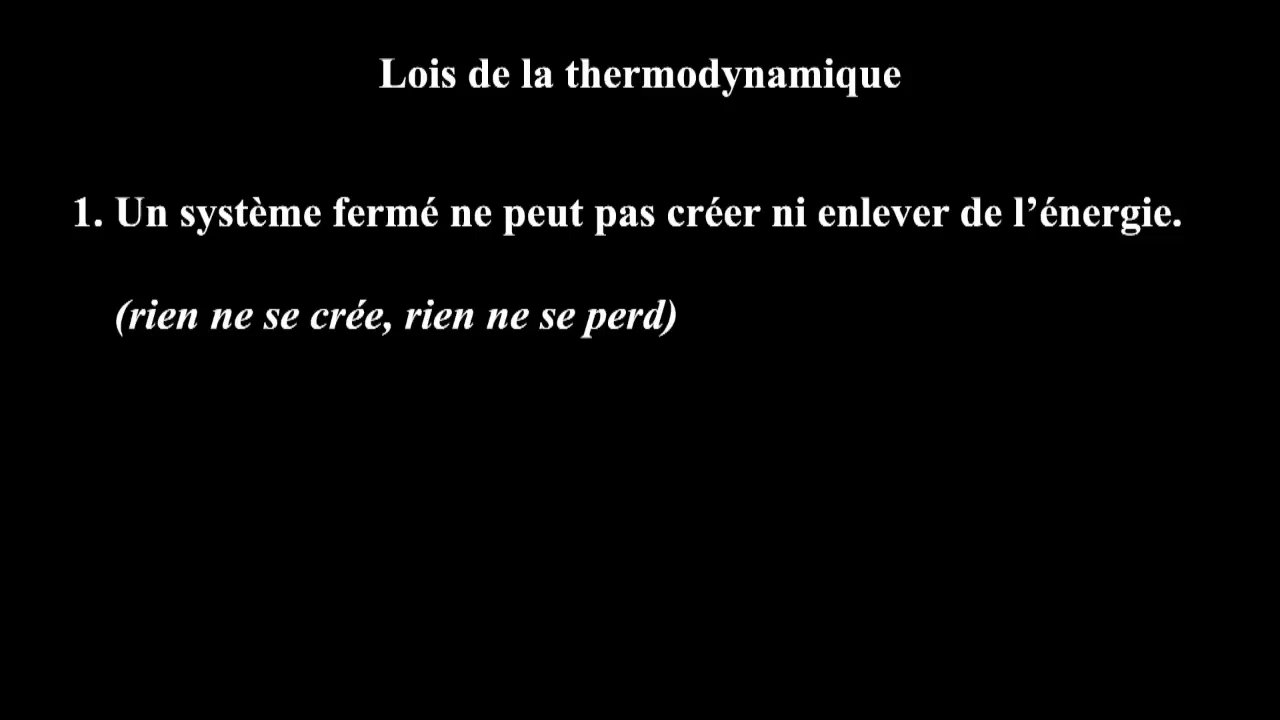 Lois de la thermodynamique
1. Un système fermé ne peut pas créer ni enlever de l’énergie.
(rien ne se crée, rien ne se perd)